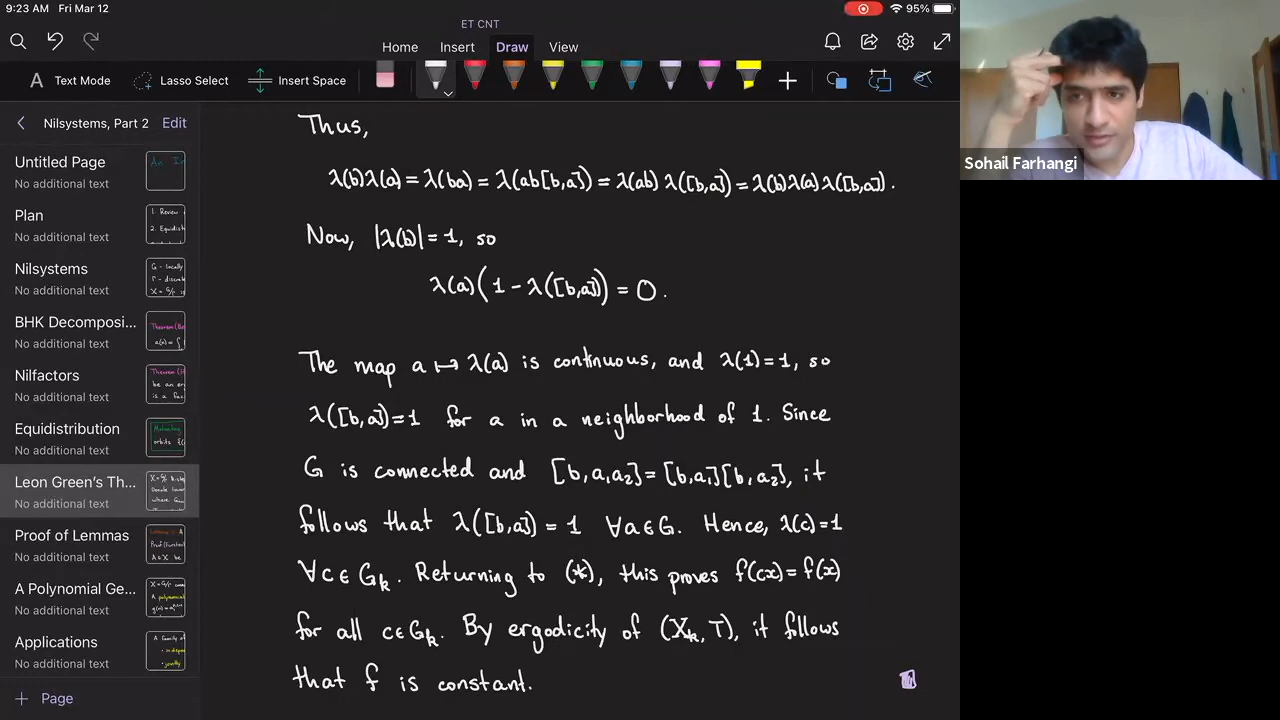 9:23 AM Fri Mar 12
95%
ET CNT
Home Insert Draw View
Text Mode
Lasso Select
Insert Space
Nilsystems, Part 2
Edit
Untitled Page
No additional text
Plan
No additional text
Nilsystems
No additional text
BHK Decomposi...
No additional text
Nilfactors
No additional text
Equidistribution
No additional text
Leon Green's Th...
No additional text
Proof of Lemmas
No additional text
A Polynomial Ge...
No additional text
Applications
No additional text
+ Page
Thus,
λ(b)λ(a) = λ(ba) = λ(ab[b,a]) = λ(ab) λ([b,a]) = λ(b)λ(a)λ([b,a]).
Now, |λ(b)| = 1, so
λ(a)(1 - λ([b,a])) = 0.
The map a ↦ λ(a) is continuous, and λ(1)=1, so
λ([b,a])=1 for a in a neighborhood of 1. Since
G is connected and [b,a₁a₂]=[b,a₁][b,a₂], it
follows that λ([b,a]) = 1 ∀a∈G. Hence, λ(c)=1
∀c∈Gₖ. Returning to (*), this proves f(cx)=f(x)
for all c∈Gₖ. By ergodicity of (Xₖ,T), it follows
that f is constant.
Sohail Farhangi